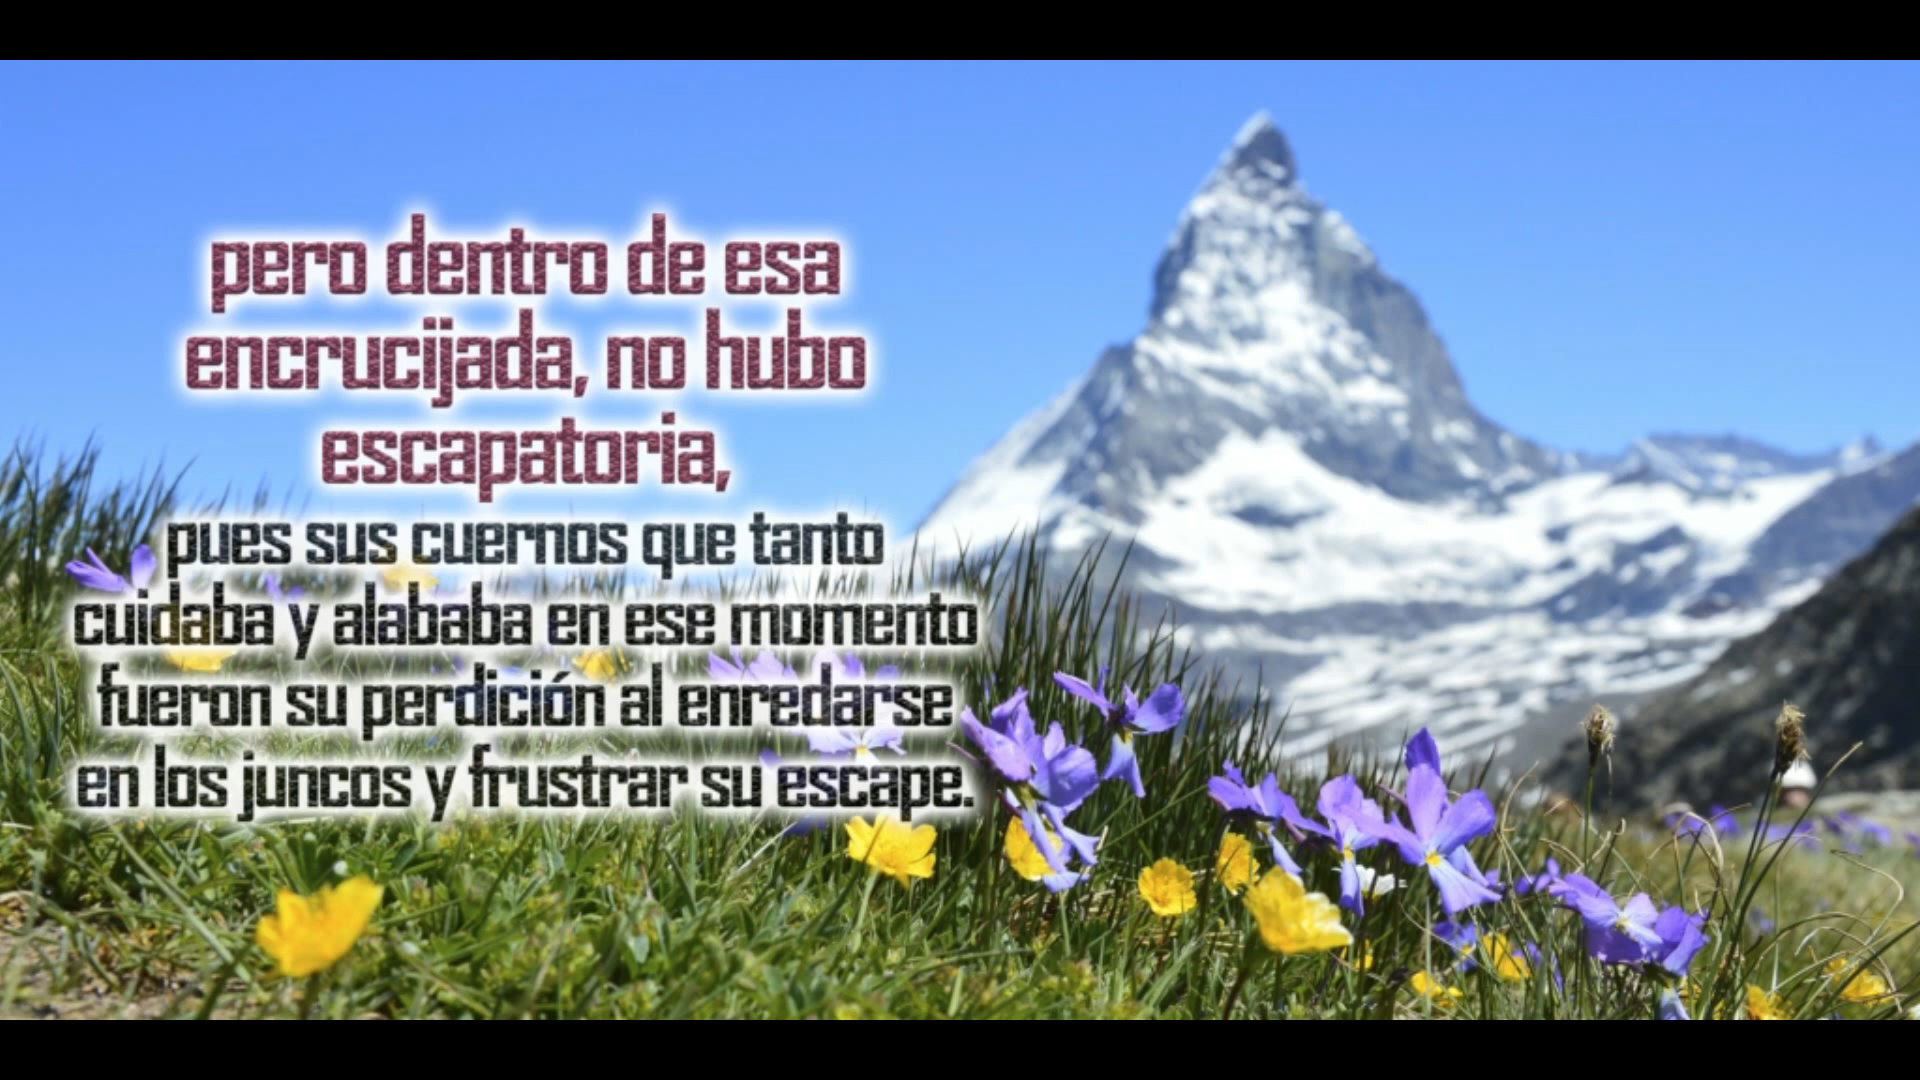 pero dentro de esa
encrucijada, no hubo
escapatoria,
pues sus cuernos que tanto
cuidaba y alababa en ese momento
fueron su perdición al enredarse
en los juncos y frustrar su escape.